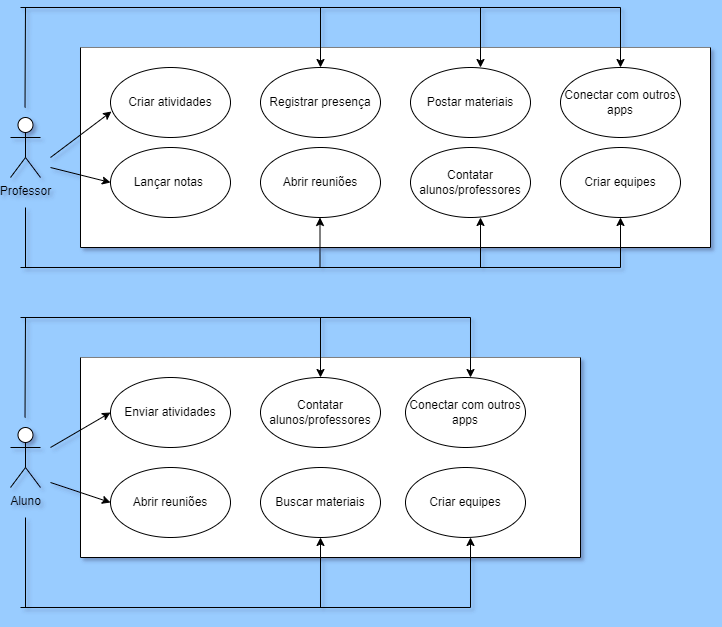 Criar atividades
Registrar presença
Postar materiais
Conectar com outros
apps
Professor
Lançar notas
Abrir reuniões
Contatar
alunos/professores
Criar equipes
Enviar atividades
Contatar
alunos/professores
Conectar com outros
apps
Aluno
Abrir reuniões
Buscar materiais
Criar equipes